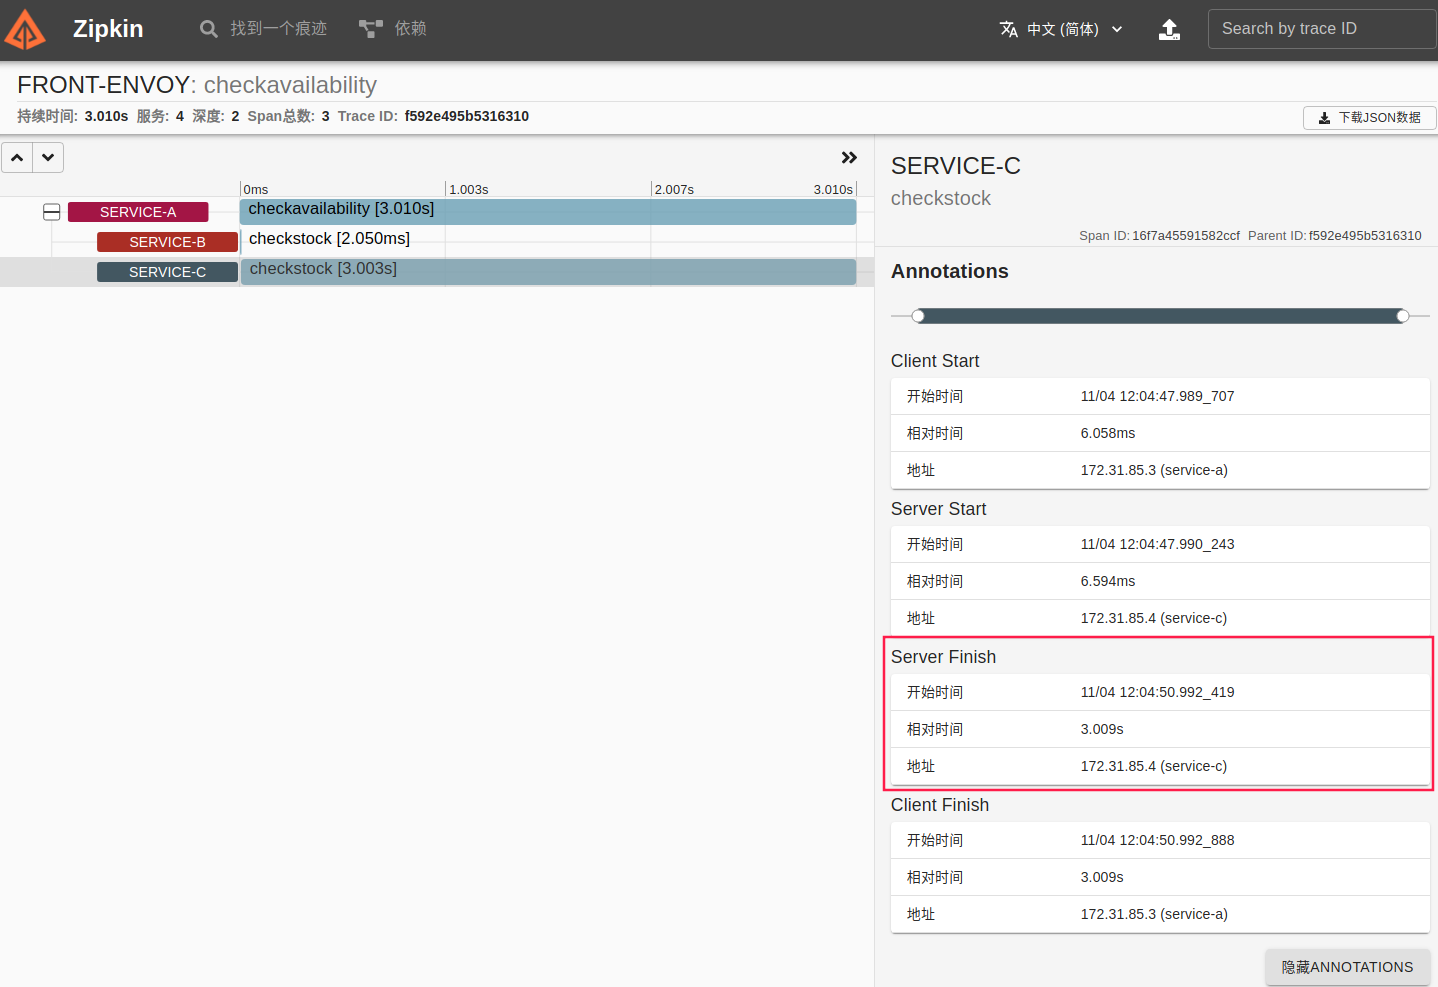 Zipkin 找到一个痕迹 依赖 中文 (简体) Search by trace ID
FRONT-ENVOY: checkavailability
持续时间: 3.010s 服务: 4 深度: 2 Span总数: 3 Trace ID: f592e495b5316310
下载JSON数据
0ms 1.003s 2.007s 3.010s
SERVICE-A checkavailability [3.010s]
SERVICE-B checkstock [2.050ms]
SERVICE-C checkstock [3.003s]
SERVICE-C
checkstock
Span ID: 16f7a45591582ccf Parent ID: f592e495b5316310
Annotations
Client Start
开始时间 11/04 12:04:47.989_707
相对时间 6.058ms
地址 172.31.85.3 (service-a)
Server Start
开始时间 11/04 12:04:47.990_243
相对时间 6.594ms
地址 172.31.85.4 (service-c)
Server Finish
开始时间 11/04 12:04:50.992_419
相对时间 3.009s
地址 172.31.85.4 (service-c)
Client Finish
开始时间 11/04 12:04:50.992_888
相对时间 3.009s
地址 172.31.85.3 (service-a)
隐藏ANNOTATIONS